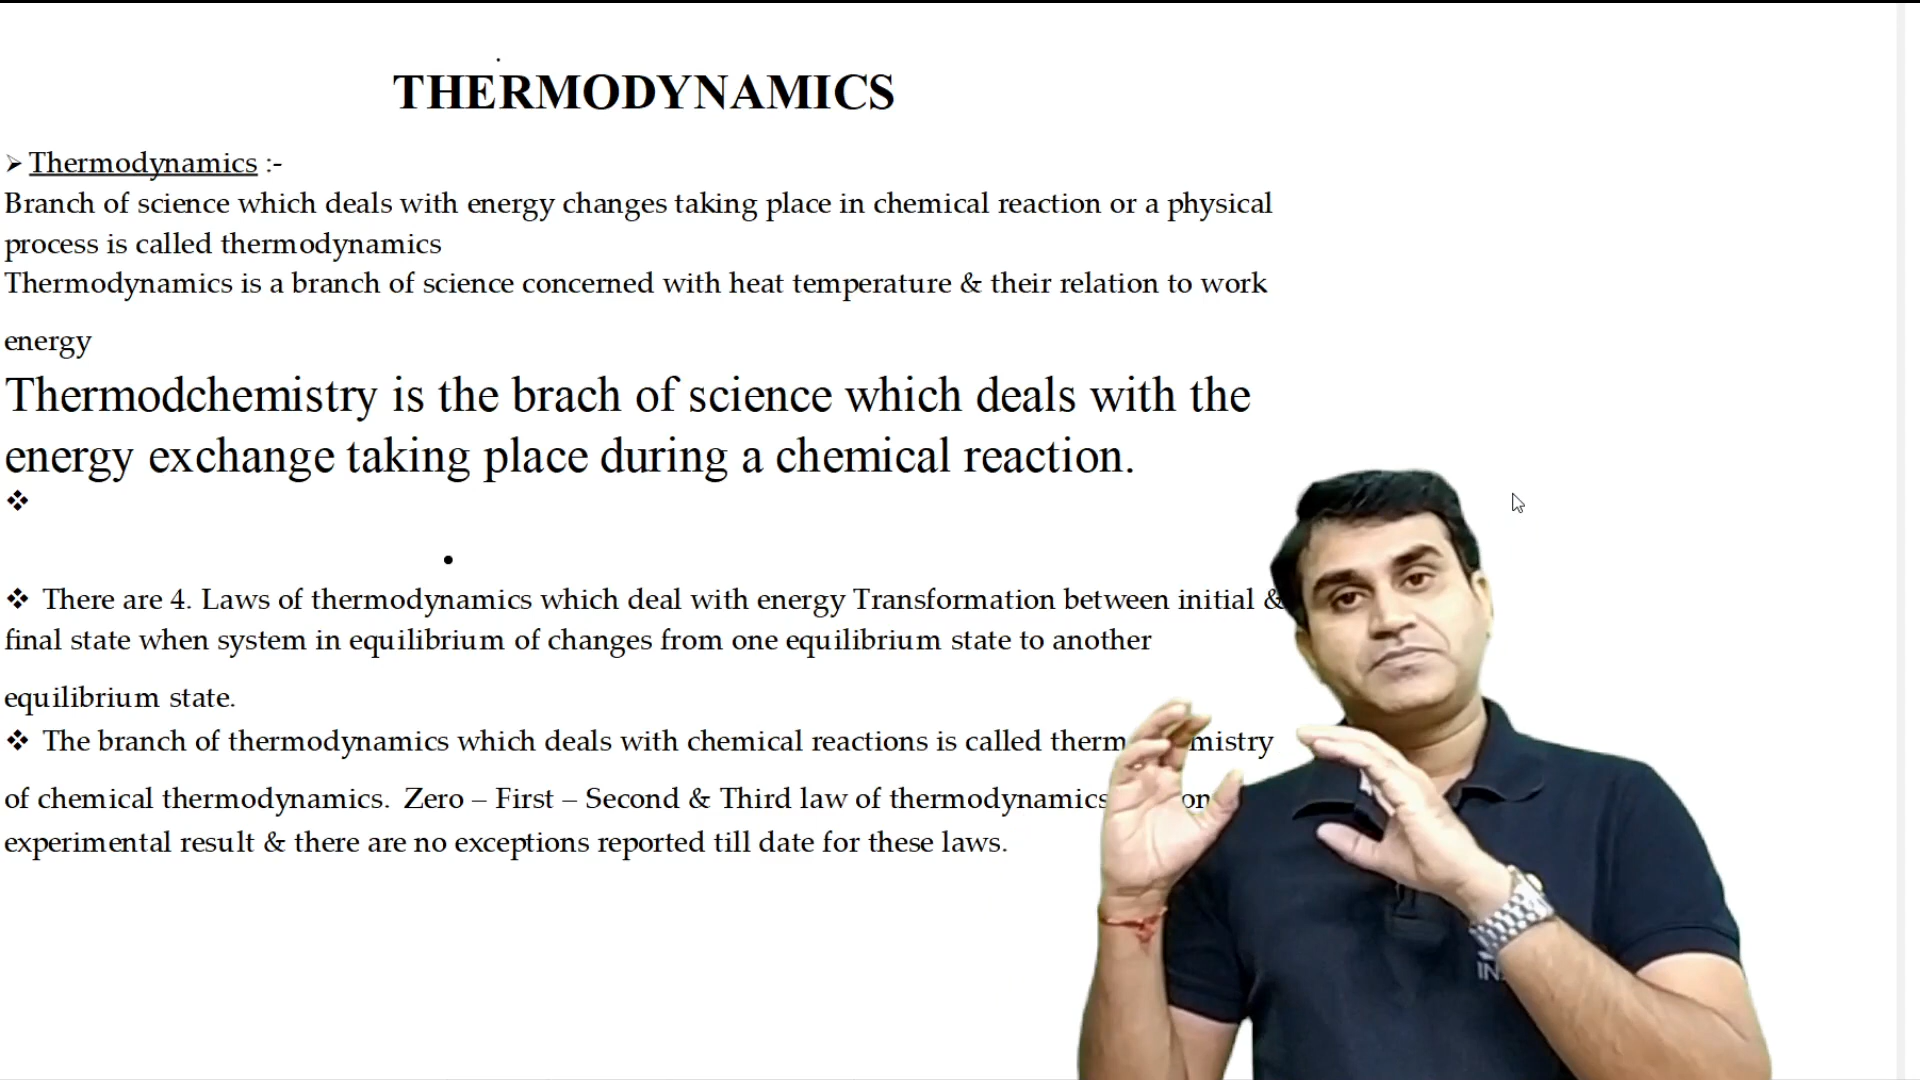 THERMODYNAMICS
➢ Thermodynamics :-
Branch of science which deals with energy changes taking place in chemical reaction or a physical
process is called thermodynamics
Thermodynamics is a branch of science concerned with heat temperature & their relation to work
energy
Thermodchemistry is the brach of science which deals with the
energy exchange taking place during a chemical reaction.
❖
•
❖ There are 4. Laws of thermodynamics which deal with energy Transformation between initial &
final state when system in equilibrium of changes from one equilibrium state to another
equilibrium state.
❖ The branch of thermodynamics which deals with chemical reactions is called
of chemical thermodynamics. Zero – First – Second & Third law of thermodynamics
experimental result & there are no exceptions reported till date for these laws.